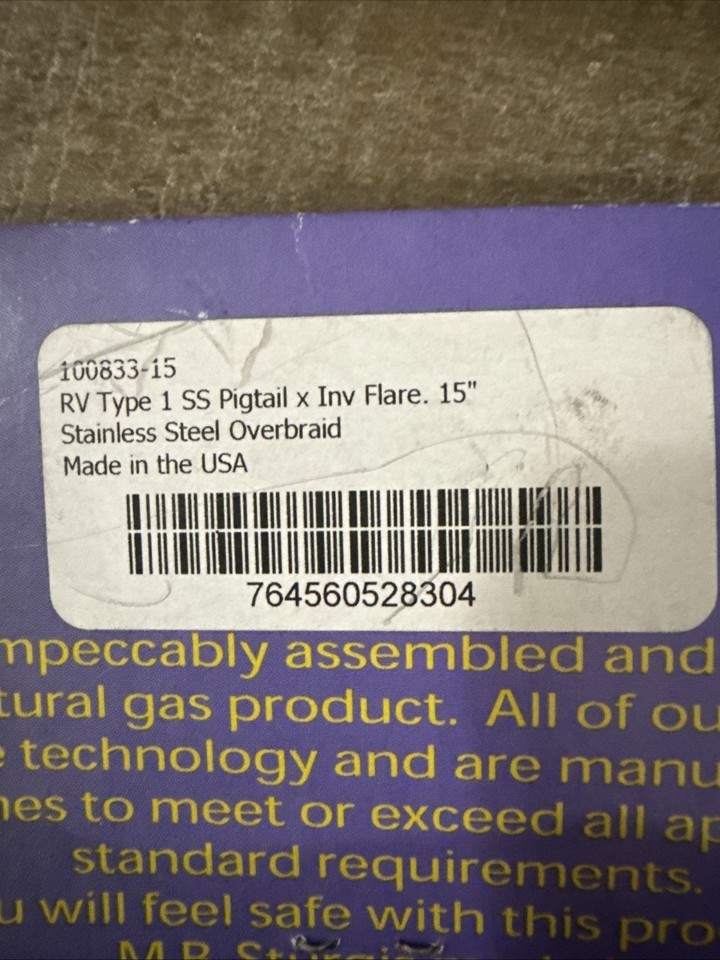 100833-15
RV Type 1 SS Pigtail x Inv Flare. 15"
Stainless Steel Overbraid
Made in the USA
764560528304
mpeccably assembled and
tural gas product. All of ou
e technology and are manu
nes to meet or exceed all ap
standard requirements.
u will feel safe with this pro
M.B. Sturgis